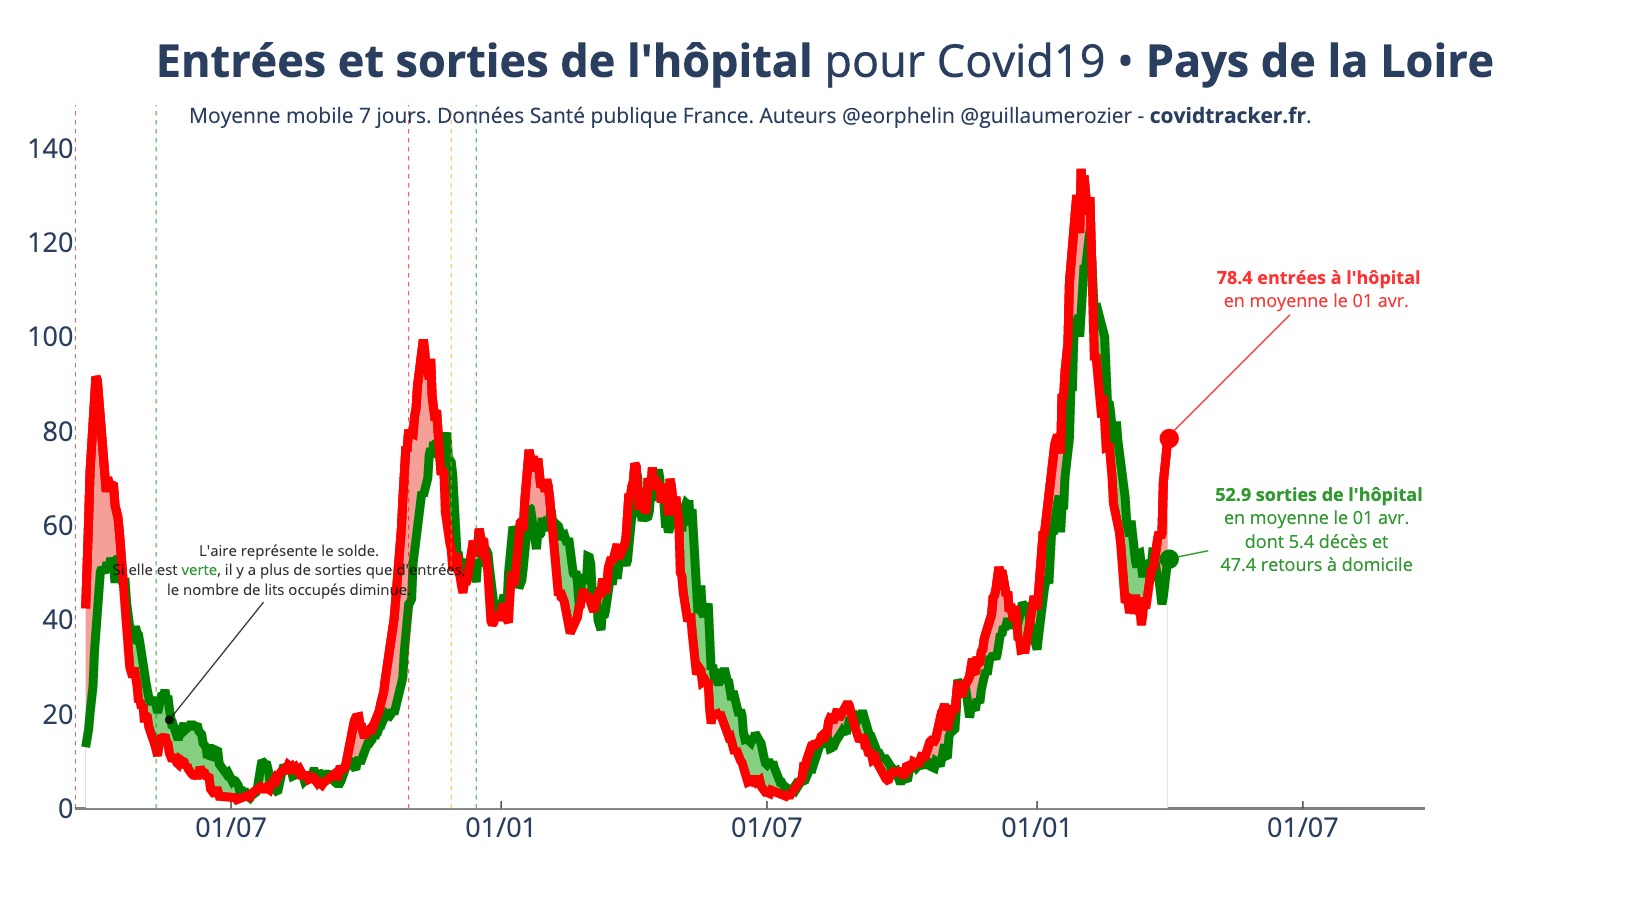 Entrées et sorties de l'hôpital pour Covid19 • Pays de la Loire
Moyenne mobile 7 jours. Données Santé publique France. Auteurs @eorphelin @guillaumerozier - covidtracker.fr.
140
120
100
80
60
40
20
0
78.4 entrées à l'hôpital
en moyenne le 01 avr.
52.9 sorties de l'hôpital
en moyenne le 01 avr.
dont 5.4 décès et
47.4 retours à domicile
L'aire représente le solde.
Si elle est verte, il y a plus de sorties que d'entrées,
le nombre de lits occupés diminue.
01/07
01/01
01/07
01/01
01/07